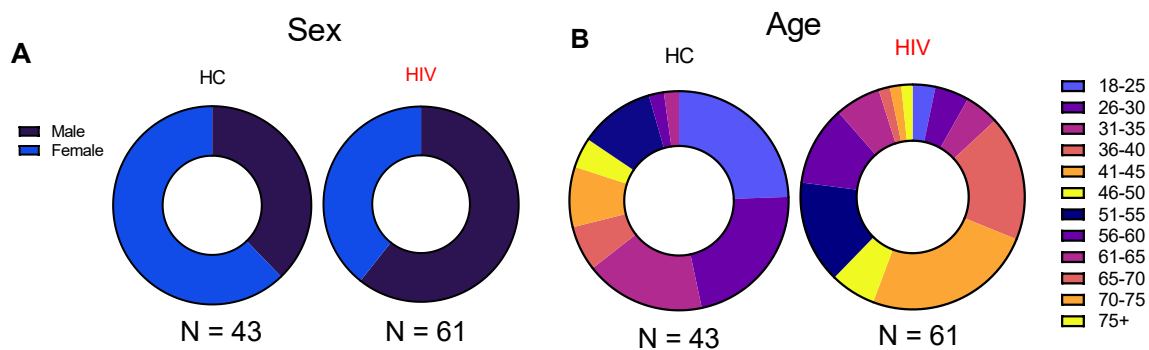 Sex
A
HC
HIV
Male
Female
N = 43
N = 61
Age
B
HC
HIV
18-25
26-30
31-35
36-40
41-45
46-50
51-55
56-60
61-65
65-70
70-75
75+
N = 43
N = 61